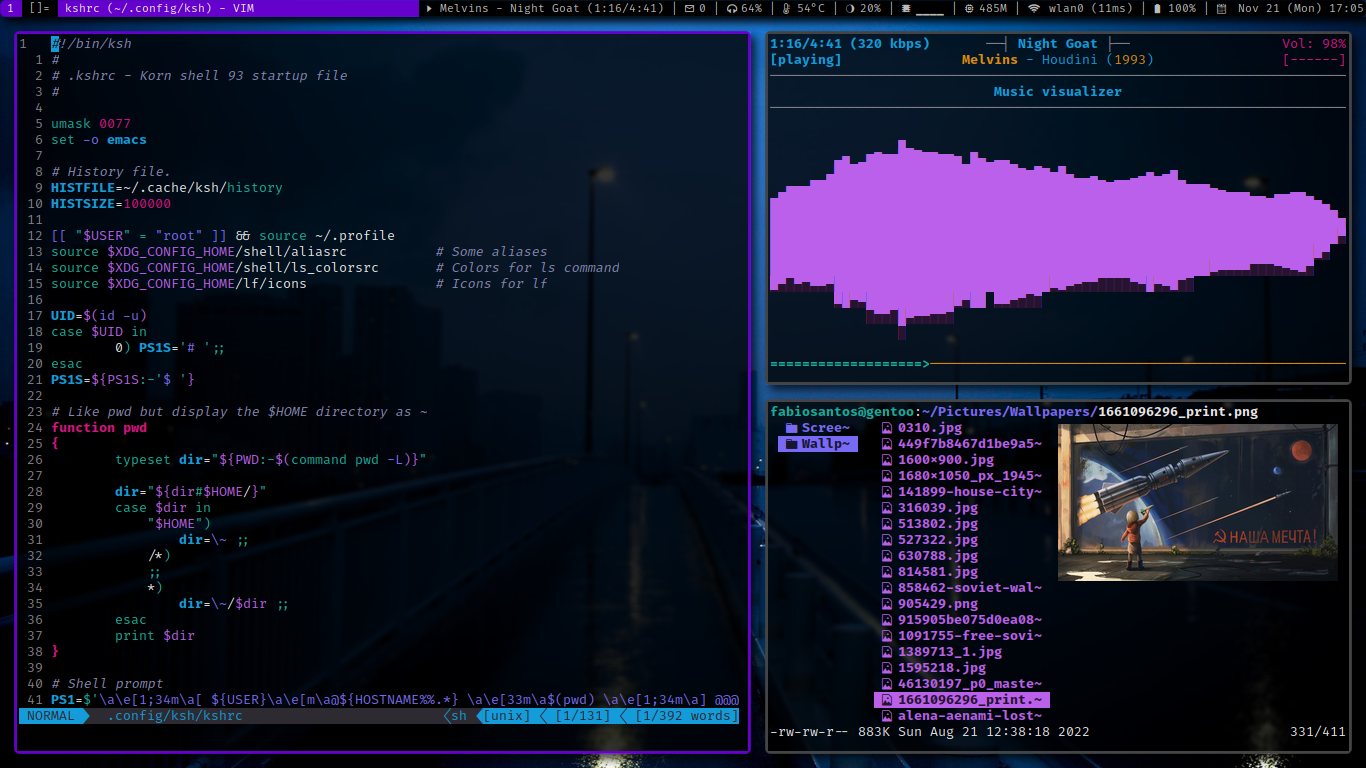 1 []= kshrc (~/.config/ksh) - VIM Melvins - Night Goat (1:16/4:41) | 0 | 64% | 54°C | 20% | ____ | 485M | wlan0 (11ms) | 100% | Nov 21 (Mon) 17:05
1 #!/bin/ksh
1 #
2 # .kshrc - Korn shell 93 startup file
3 #
4
5 umask 0077
6 set -o emacs
7
8 # History file.
9 HISTFILE=~/.cache/ksh/history
10 HISTSIZE=100000
11
12 [[ "$USER" = "root" ]] && source ~/.profile
13 source $XDG_CONFIG_HOME/shell/aliasrc # Some aliases
14 source $XDG_CONFIG_HOME/shell/ls_colorsrc # Colors for ls command
15 source $XDG_CONFIG_HOME/lf/icons # Icons for lf
16
17 UID=$(id -u)
18 case $UID in
19 0) PS1S='# ';;
20 esac
21 PS1S=${PS1S:-'$ '}
22
23 # Like pwd but display the $HOME directory as ~
24 function pwd
25 {
26 typeset dir="${PWD:-$(command pwd -L)}"
27
28 dir="${dir#$HOME/}"
29 case $dir in
30 "$HOME")
31 dir=\~ ;;
32 /*)
33 ;;
34 *)
35 dir=\~/$dir ;;
36 esac
37 print $dir
38 }
39
40 # Shell prompt
41 PS1=$'\a\e[1;34m\a[ ${USER}\a\e[m\a@${HOSTNAME%%.*} \a\e[33m\a$(pwd) \a\e[1;34m\a] @@@
NORMAL .config/ksh/kshrc sh [unix] [1/131] [1/392 words]
1:16/4:41 (320 kbps) ──┤ Night Goat ├── Vol: 98%
[playing] Melvins - Houdini (1993) [------]
Music visualizer
===================>
fabiosantos@gentoo:~/Pictures/Wallpapers/1661096296_print.png
Scree~ 0310.jpg
Wallp~ 449f7b8467d1be9a5~
1600×900.jpg
1680×1050_px_1945~
141899-house-city~
316039.jpg
513802.jpg
527322.jpg
630788.jpg
814581.jpg
858462-soviet-wal~
905429.png
915905be075d0ea08~
1091755-free-sovi~
1389713_1.jpg
1595218.jpg
46130197_p0_maste~
1661096296_print.~
alena-aenami-lost~
НАША МЕЧТА!
-rw-rw-r-- 883K Sun Aug 21 12:38:18 2022 331/411